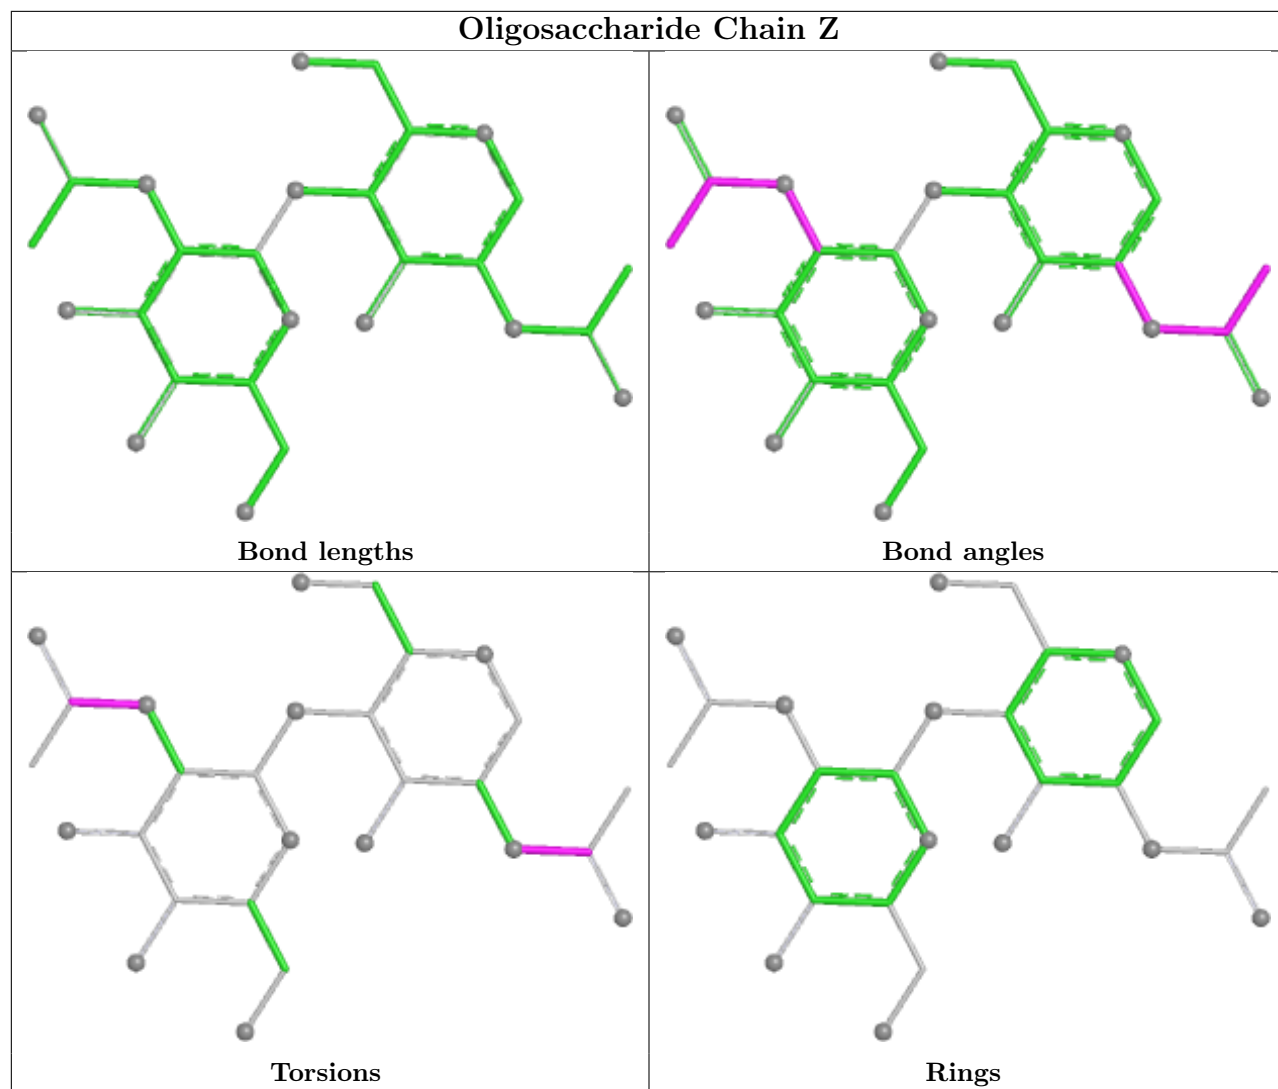 Oligosaccharide Chain Z
Bond lengths
Bond angles
Torsions
Rings